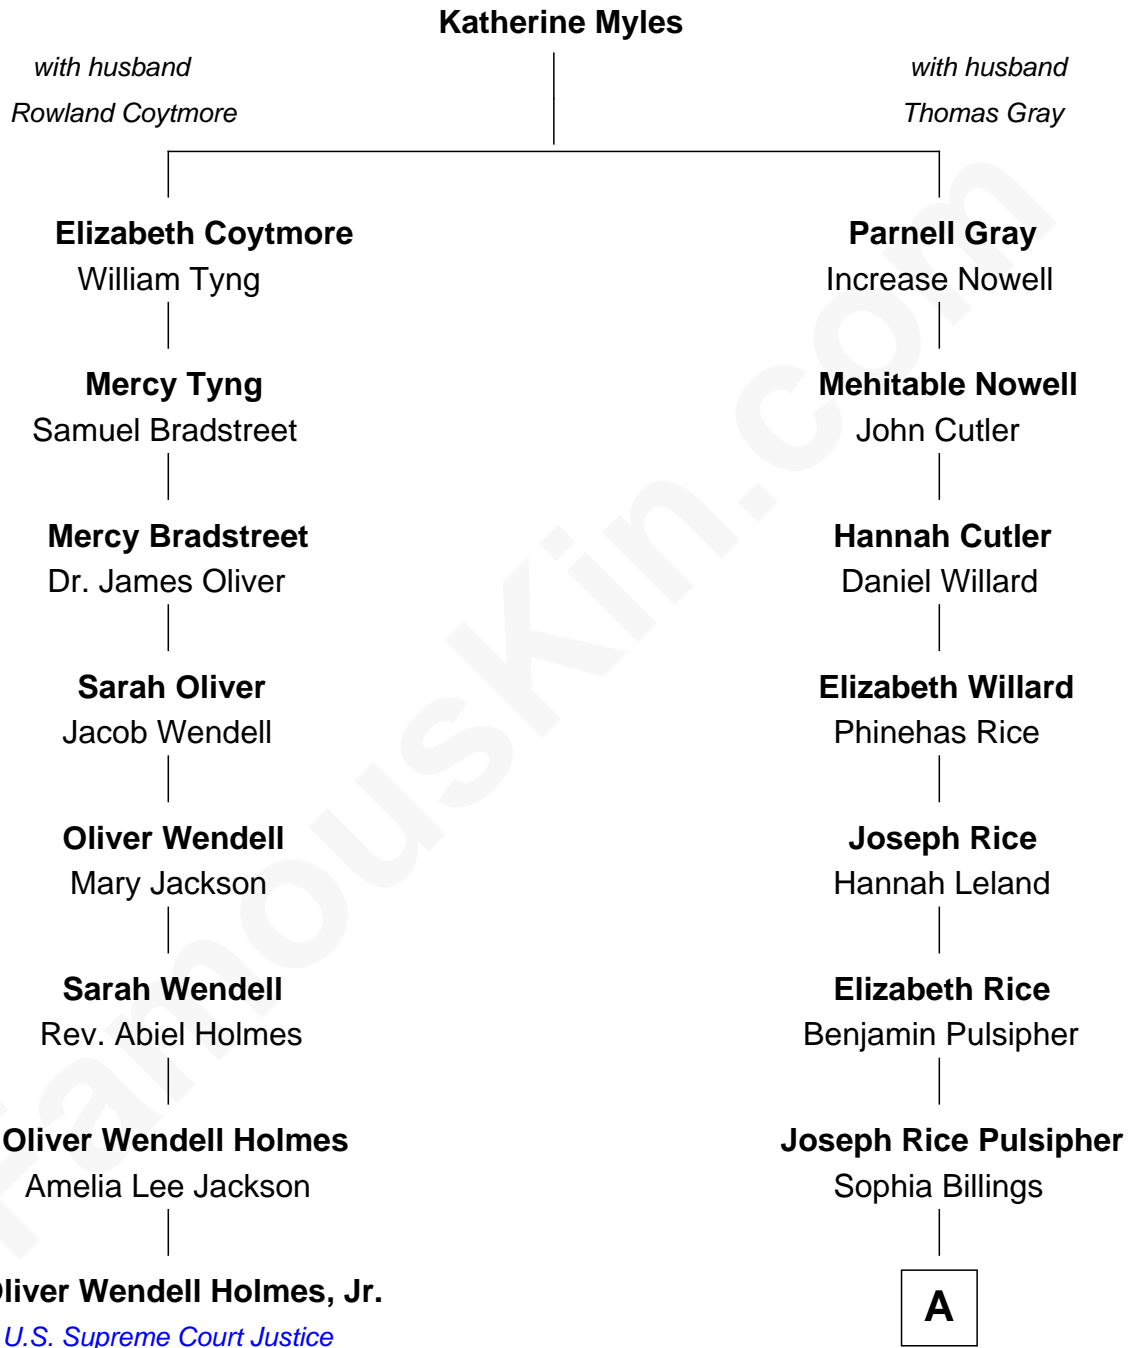 Katherine Myles
with husband
Rowland Coytmore
with husband
Thomas Gray
Elizabeth Coytmore
William Tyng
Parnell Gray
Increase Nowell
Mercy Tyng
Samuel Bradstreet
Mehitable Nowell
John Cutler
Mercy Bradstreet
Dr. James Oliver
Hannah Cutler
Daniel Willard
Sarah Oliver
Jacob Wendell
Elizabeth Willard
Phinehas Rice
Oliver Wendell
Mary Jackson
Joseph Rice
Hannah Leland
Sarah Wendell
Rev. Abiel Holmes
Elizabeth Rice
Benjamin Pulsipher
Oliver Wendell Holmes
Amelia Lee Jackson
Joseph Rice Pulsipher
Sophia Billings
Oliver Wendell Holmes, Jr.
U.S. Supreme Court Justice
A
FamousKin.com